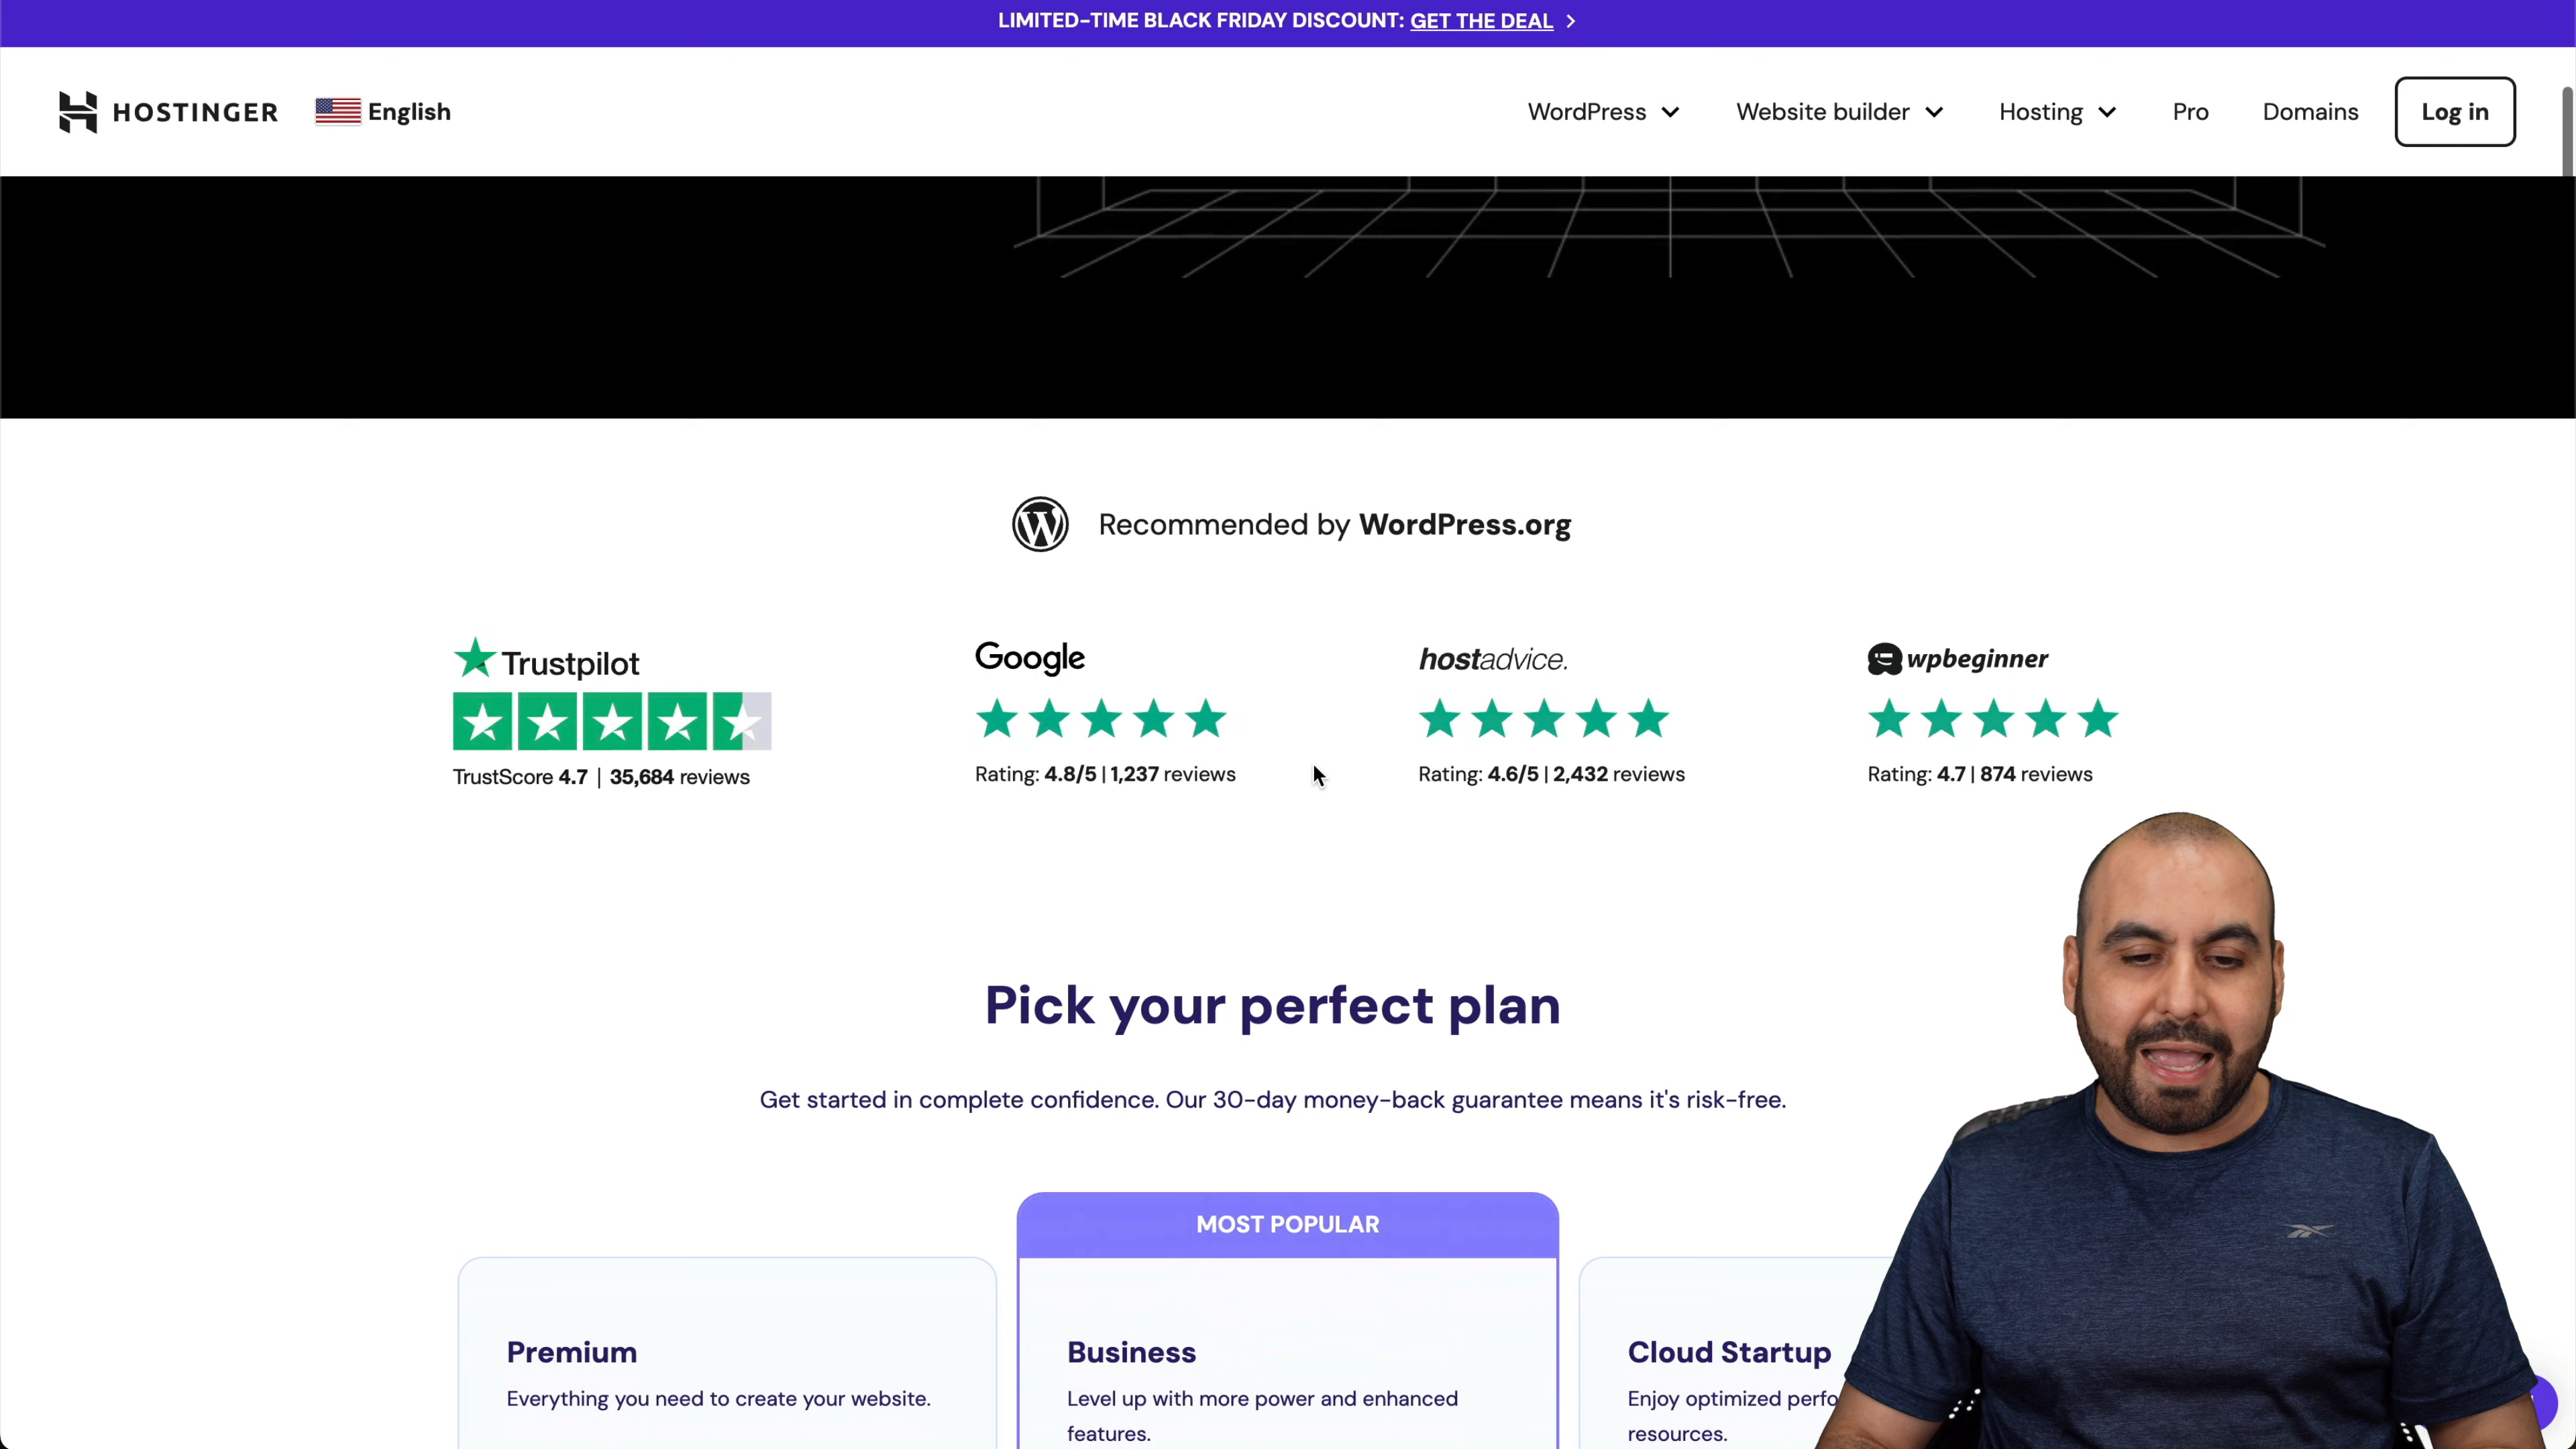 LIMITED-TIME BLACK FRIDAY DISCOUNT: GET THE DEAL
HOSTINGER English WordPress Website builder Hosting Pro Domains Log in
Recommended by WordPress.org
Trustpilot Google hostadvice. wpbeginner
TrustScore 4.7 | 35,684 reviews Rating: 4.8/5 | 1,237 reviews Rating: 4.6/5 | 2,432 reviews Rating: 4.7 | 874 reviews
Pick your perfect plan
Get started in complete confidence. Our 30-day money-back guarantee means it's risk-free.
MOST POPULAR
Premium
Everything you need to create your website.
Business
Level up with more power and enhanced
features.
Cloud Startup
Enjoy optimized perfo
resources.